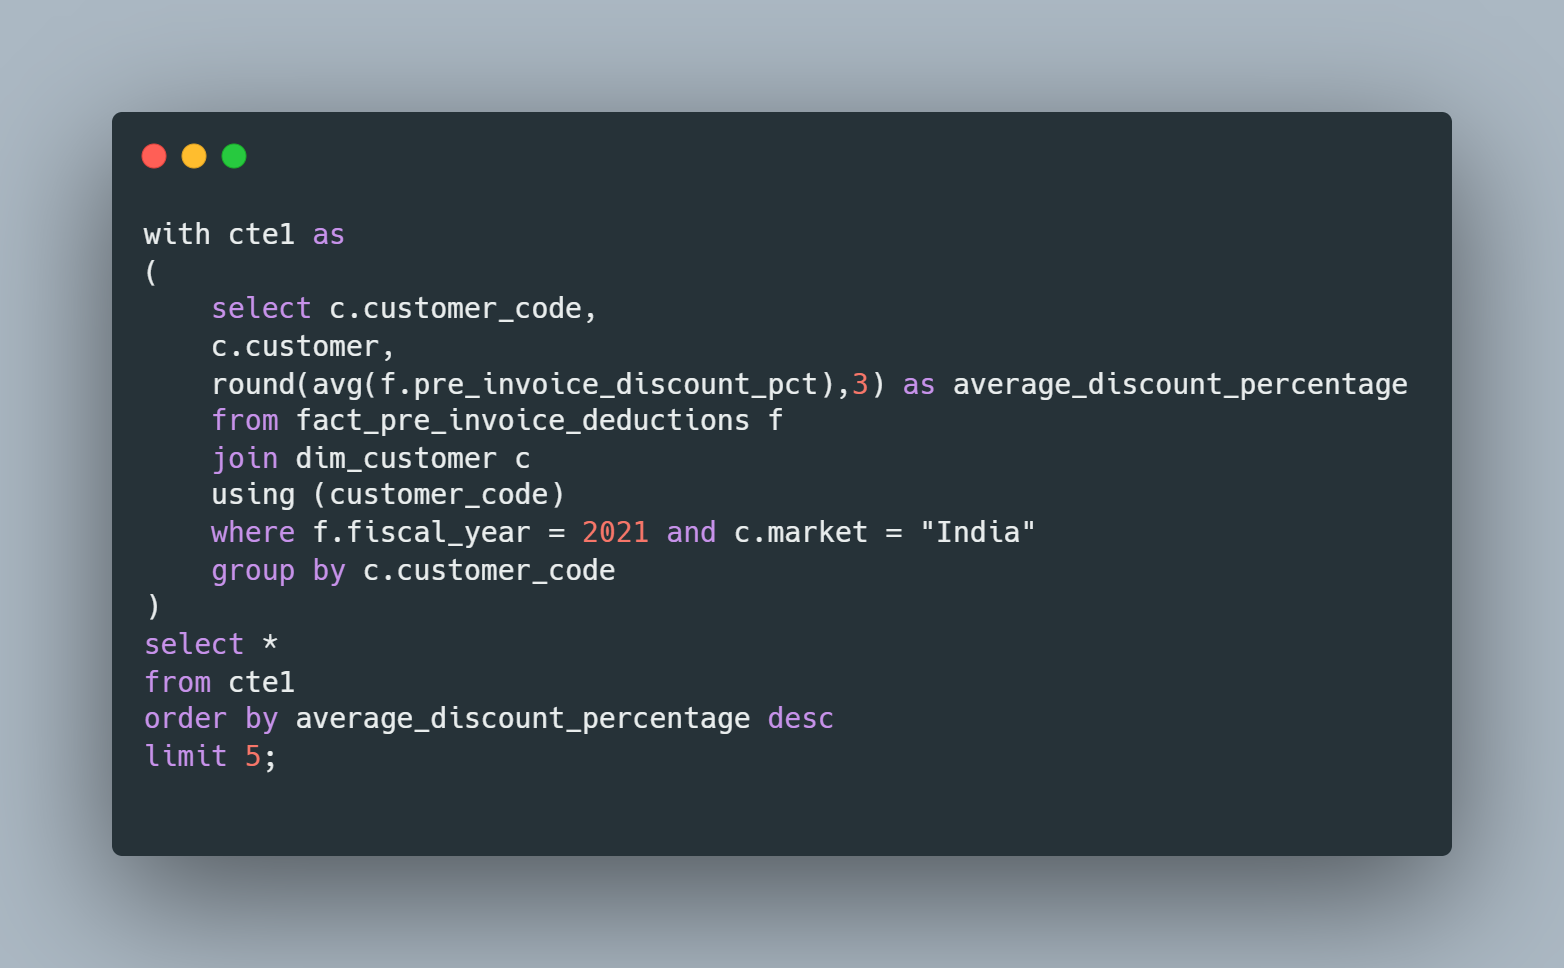 with cte1 as
(
    select c.customer_code,
    c.customer,
    round(avg(f.pre_invoice_discount_pct),3) as average_discount_percentage
    from fact_pre_invoice_deductions f
    join dim_customer c
    using (customer_code)
    where f.fiscal_year = 2021 and c.market = "India"
    group by c.customer_code
)
select *
from cte1
order by average_discount_percentage desc
limit 5;